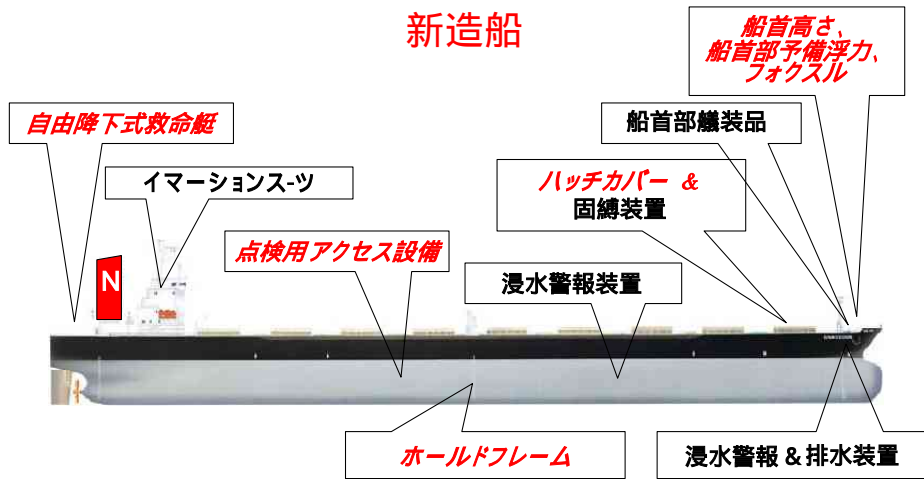 新造船
船首高さ、
船首部予備浮力、
フォクスル
自由降下式救命艇
船首部艤装品
イマーションス-ツ
ハッチカバー &
固縛装置
点検用アクセス設備
浸水警報装置
N
ホールドフレーム
浸水警報&排水装置